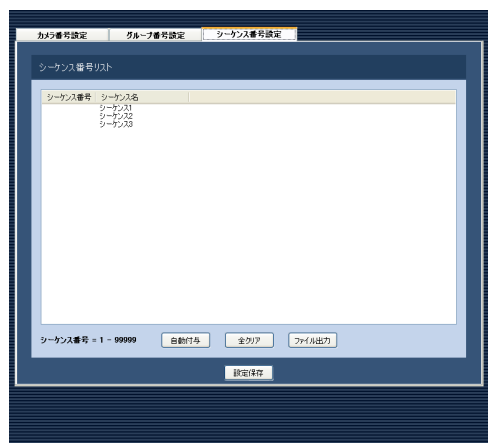 カメラ番号設定 グループ番号設定 シーケンス番号設定
シーケンス番号リスト
シーケンス番号 シーケンス名
シーケンス1
シーケンス2
シーケンス3
シーケンス番号 = 1 - 99999 自動付与 全クリア ファイル出力
設定保存